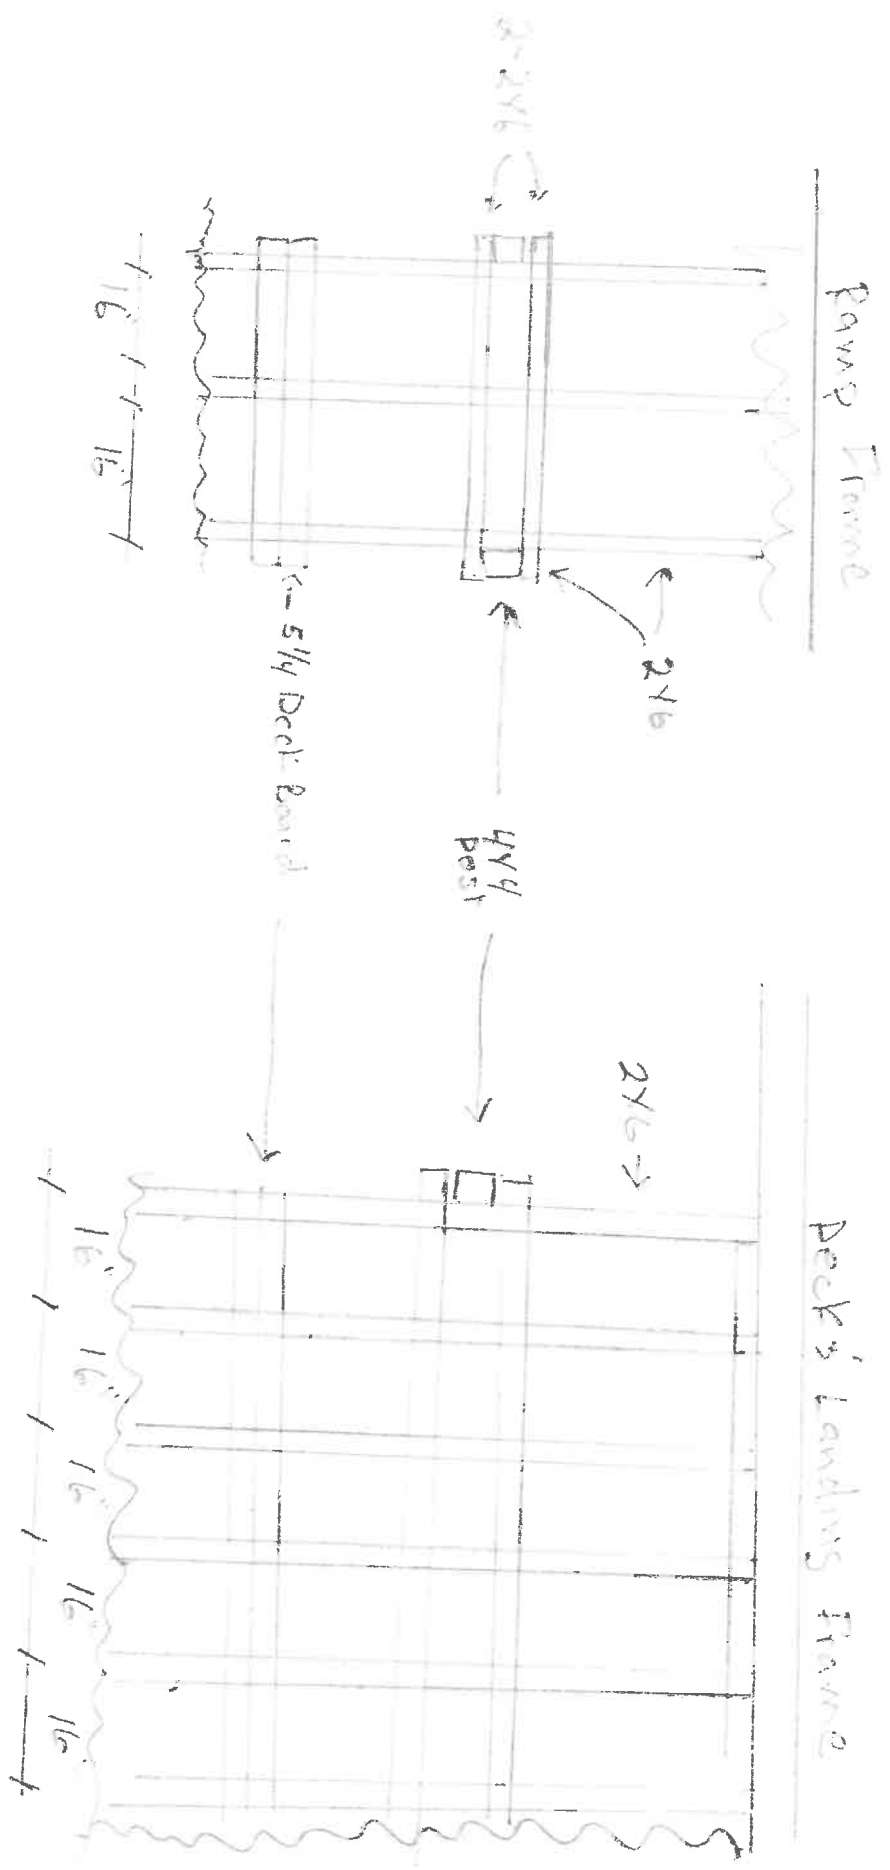 Ramp Frame
2-2x6
2x6
4x4
post
5/4 Deck Board
16"
16"
Deck & Landing Frame
2x6
16"
16"
16"
16"
16"